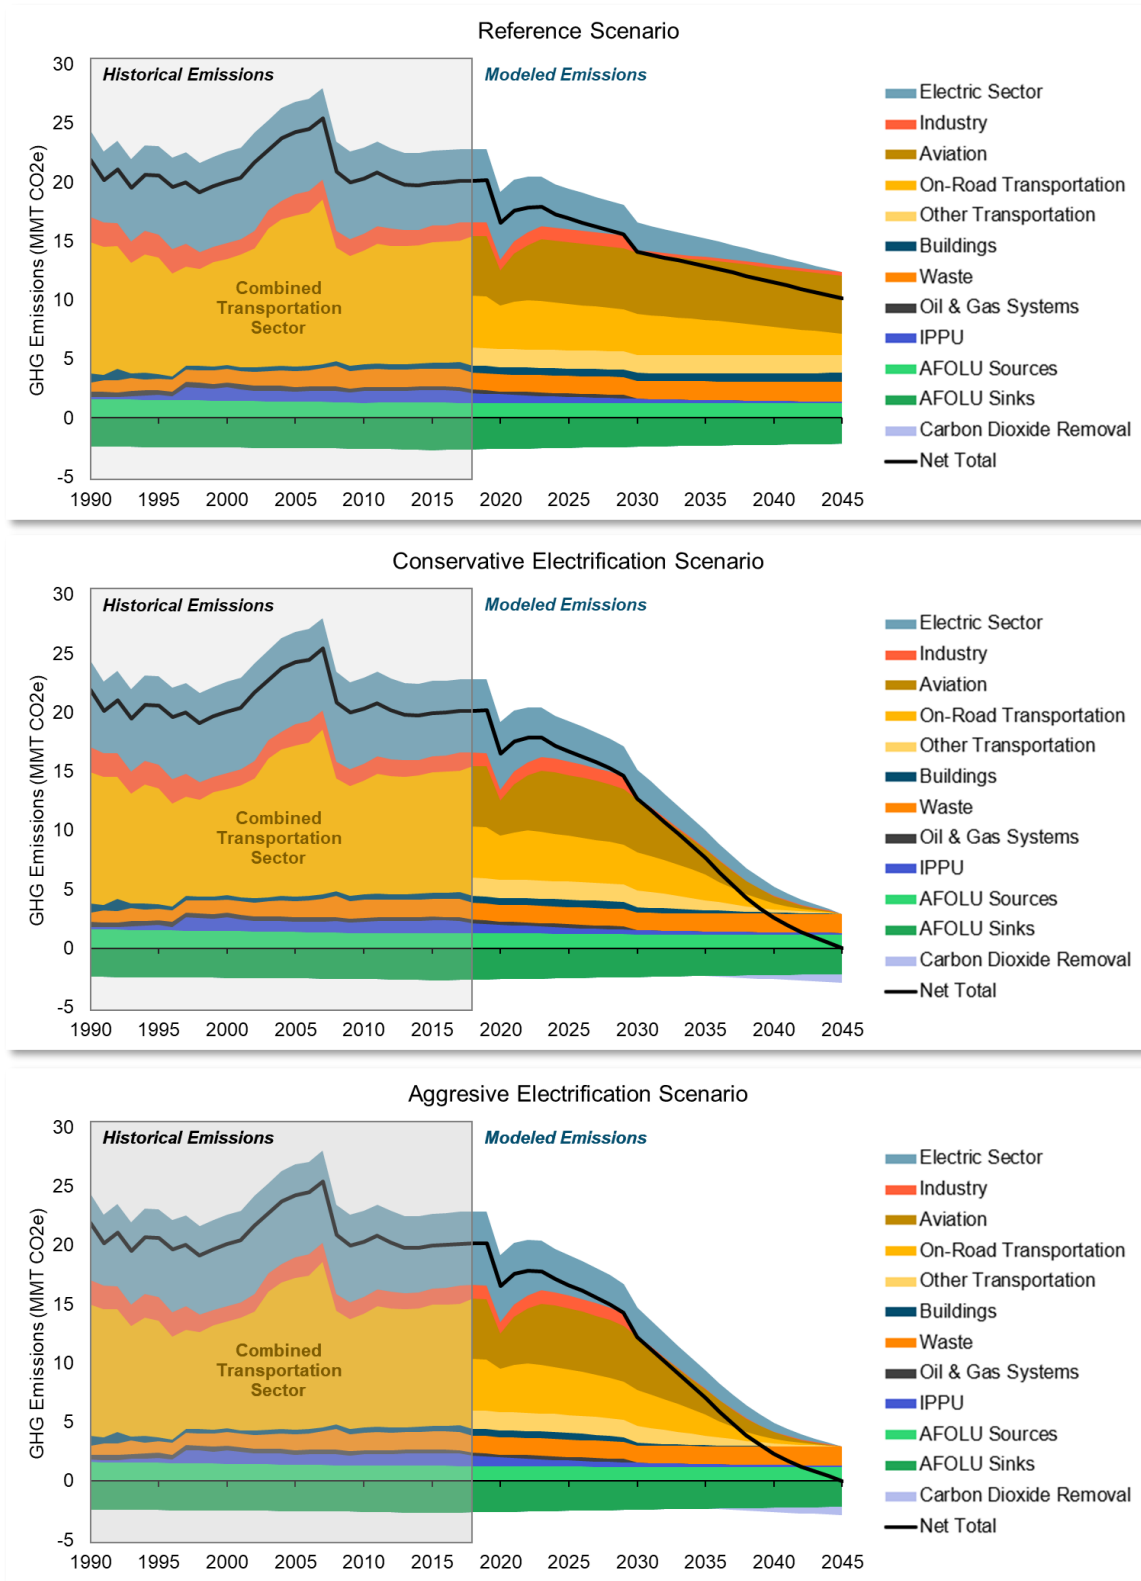 Reference Scenario
GHG Emissions (MMT CO2e)
30
25
20
15
10
5
0
-5
Historical Emissions
Modeled Emissions
Combined
Transportation
Sector
1990 1995 2000 2005 2010 2015 2020 2025 2030 2035 2040 2045
Electric Sector
Industry
Aviation
On-Road Transportation
Other Transportation
Buildings
Waste
Oil & Gas Systems
IPPU
AFOLU Sources
AFOLU Sinks
Carbon Dioxide Removal
Net Total
Conservative Electrification Scenario
GHG Emissions (MMT CO2e)
30
25
20
15
10
5
0
-5
Historical Emissions
Modeled Emissions
Combined
Transportation
Sector
1990 1995 2000 2005 2010 2015 2020 2025 2030 2035 2040 2045
Electric Sector
Industry
Aviation
On-Road Transportation
Other Transportation
Buildings
Waste
Oil & Gas Systems
IPPU
AFOLU Sources
AFOLU Sinks
Carbon Dioxide Removal
Net Total
Aggresive Electrification Scenario
GHG Emissions (MMT CO2e)
30
25
20
15
10
5
0
-5
Historical Emissions
Modeled Emissions
Combined
Transportation
Sector
1990 1995 2000 2005 2010 2015 2020 2025 2030 2035 2040 2045
Electric Sector
Industry
Aviation
On-Road Transportation
Other Transportation
Buildings
Waste
Oil & Gas Systems
IPPU
AFOLU Sources
AFOLU Sinks
Carbon Dioxide Removal
Net Total